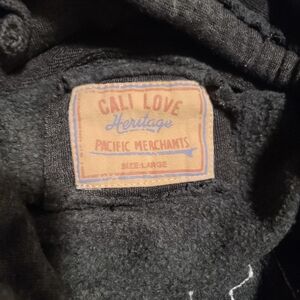 CALI LOVE
Heritage
PACIFIC MERCHANTS
SIZE: LARGE